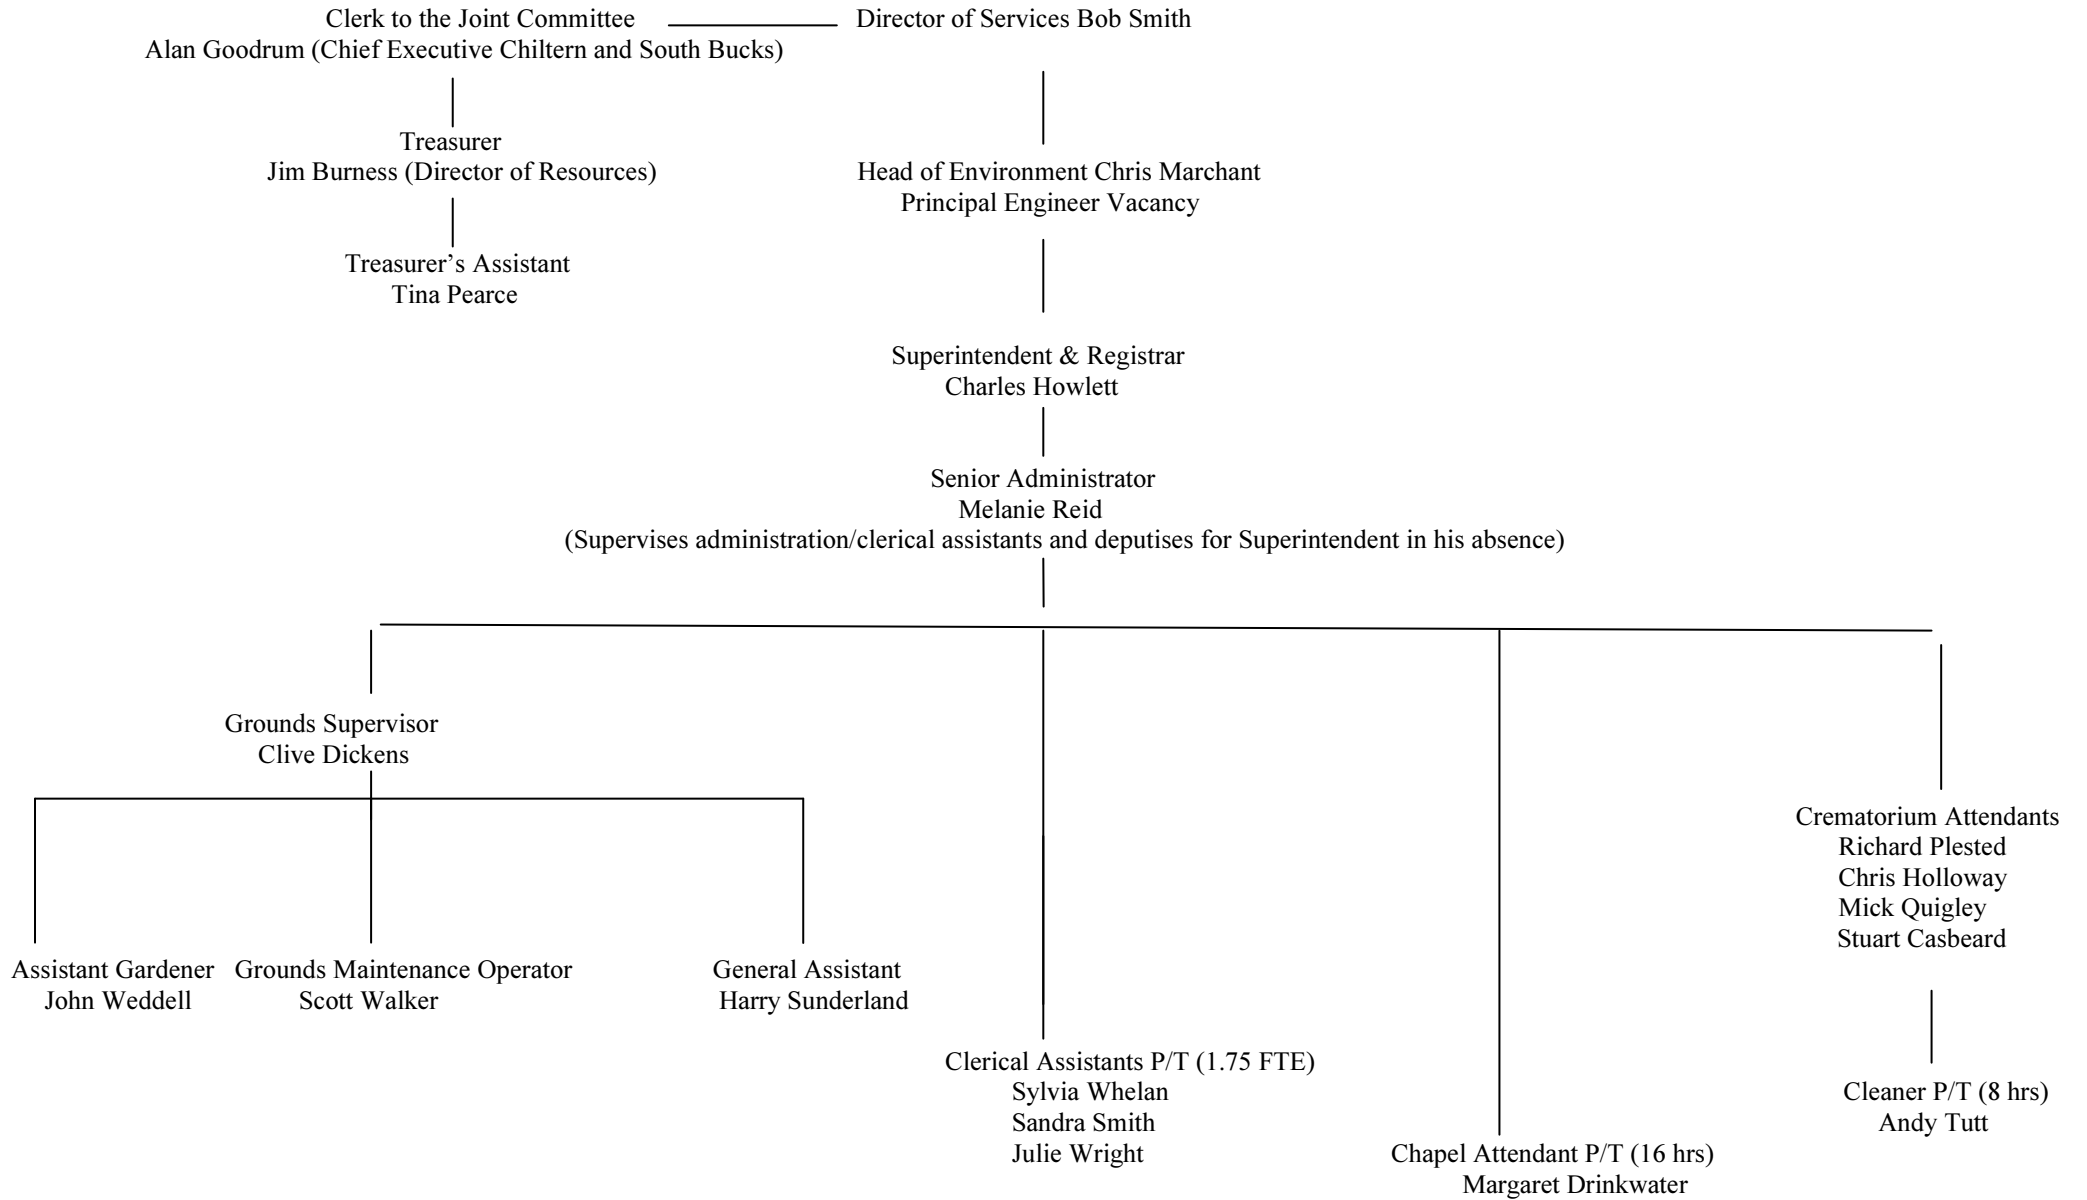 Clerk to the Joint Committee
Alan Goodrum (Chief Executive Chiltern and South Bucks)
Director of Services Bob Smith
Treasurer
Jim Burness (Director of Resources)
Head of Environment Chris Marchant
Principal Engineer Vacancy
Treasurer’s Assistant
Tina Pearce
Superintendent & Registrar
Charles Howlett
Senior Administrator
Melanie Reid
(Supervises administration/clerical assistants and deputises for Superintendent in his absence)
Grounds Supervisor
Clive Dickens
Crematorium Attendants
Richard Plested
Chris Holloway
Mick Quigley
Stuart Casbeard
Assistant Gardener
John Weddell
Grounds Maintenance Operator
Scott Walker
General Assistant
Harry Sunderland
Clerical Assistants P/T (1.75 FTE)
Sylvia Whelan
Sandra Smith
Julie Wright
Cleaner P/T (8 hrs)
Andy Tutt
Chapel Attendant P/T (16 hrs)
Margaret Drinkwater